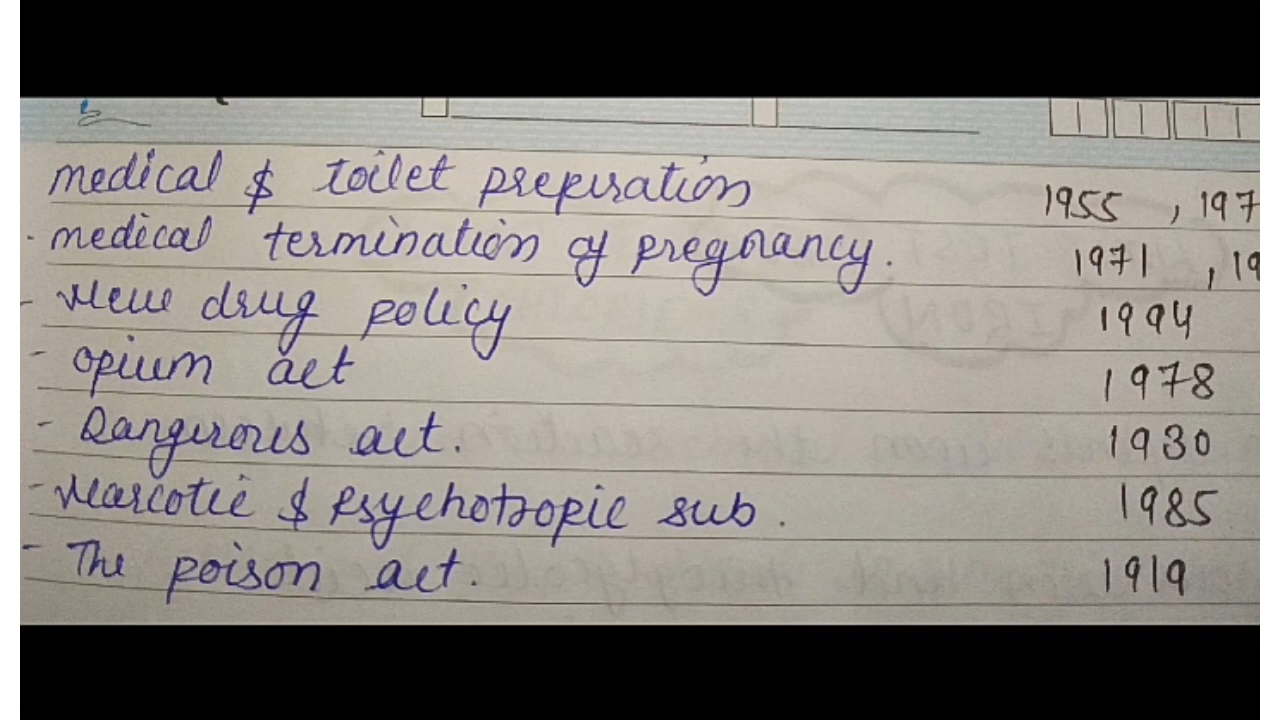 medical & toilet prepiration 1955 , 197
medical termination of pregnancy. 1971 , 19
- New drug policy 1994
- opium act 1978
- Dangerous act. 1930
- Narcotic & psychotropic sub. 1985
- The poison act. 1919